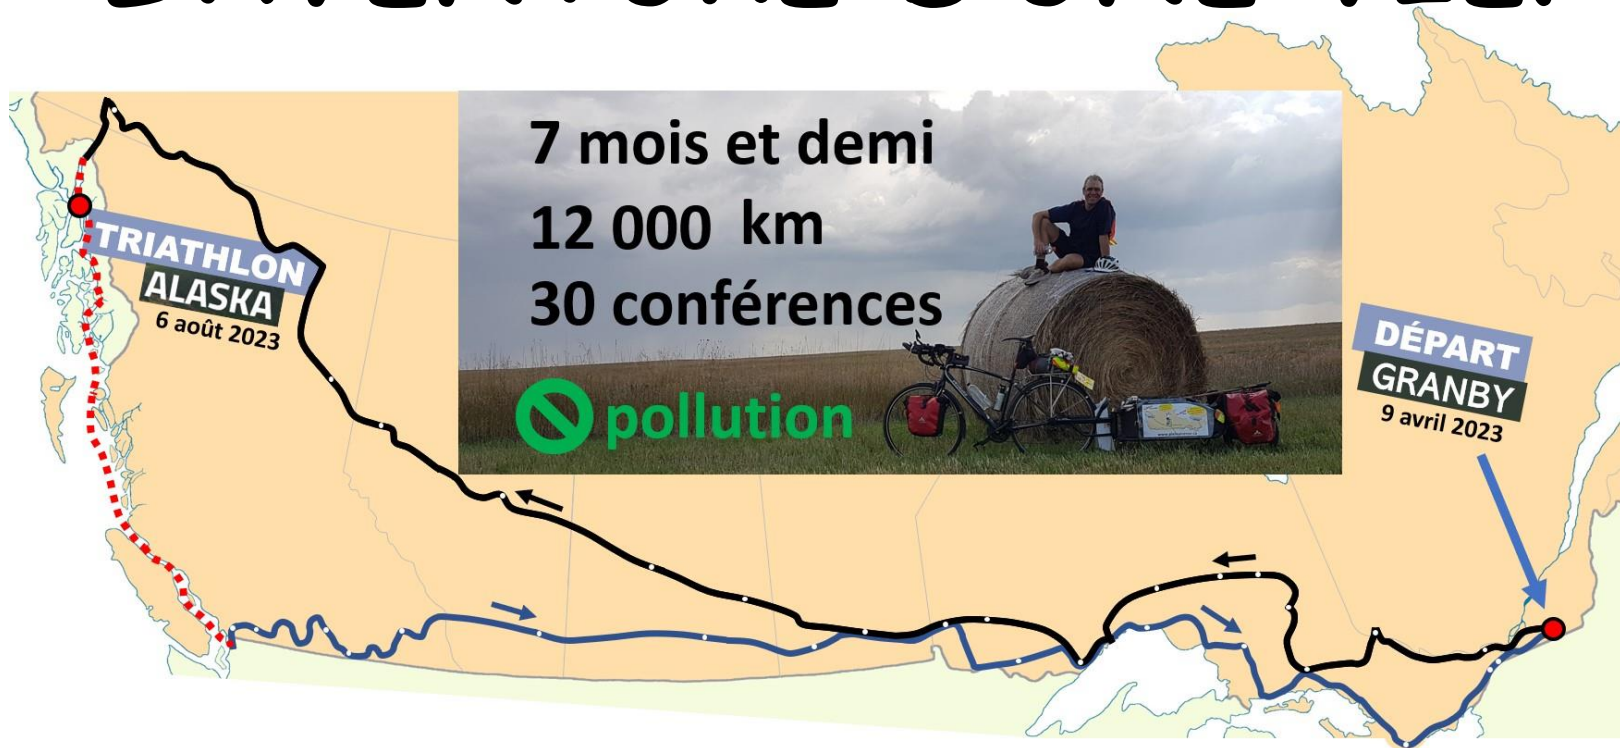 7 mois et demi
12 000 km
30 conférences
pollution
TRIATHLON
ALASKA
6 août 2023
DÉPART
GRANBY
9 avril 2023